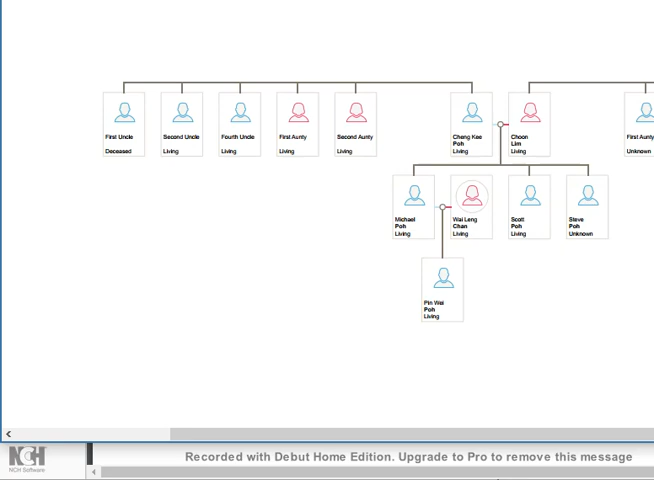 First Uncle
Deceased
Second Uncle
Living
Fourth Uncle
Living
First Aunty
Living
Second Aunty
Living
Cheng Kee
Poh
Living
Choon
Lim
Living
First Aunty
Unknown
Michael
Poh
Living
Wai Leng
Chan
Living
Scott
Poh
Living
Steve
Poh
Unknown
Pin Wai
Poh
Living
NCH
NCH Software
Recorded with Debut Home Edition. Upgrade to Pro to remove this message